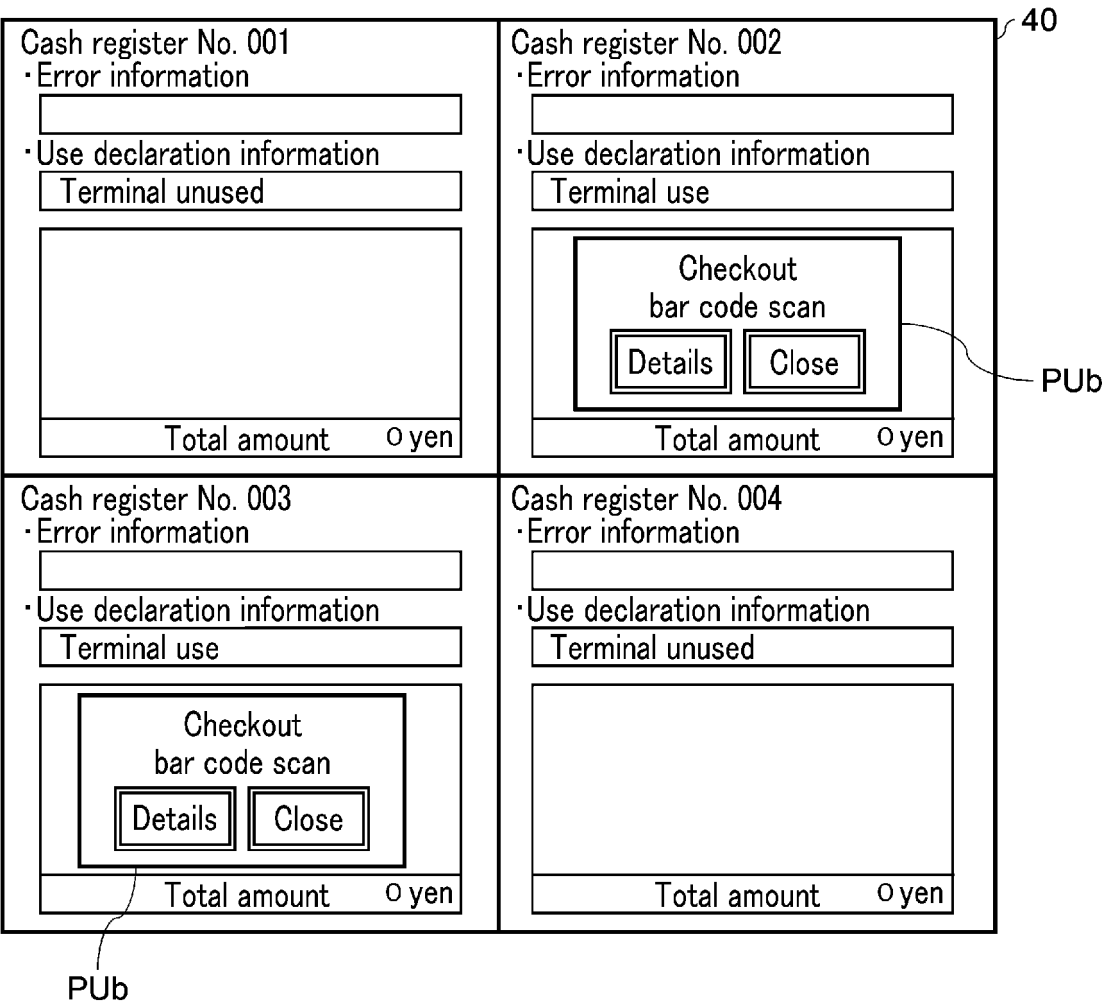 40
Cash register No. 001
·Error information
·Use declaration information
Terminal unused
Total amount 0 yen
Cash register No. 002
·Error information
·Use declaration information
Terminal use
Checkout
bar code scan
Details Close
PUb
Total amount 0 yen
Cash register No. 003
·Error information
·Use declaration information
Terminal use
Checkout
bar code scan
Details Close
Total amount 0 yen
PUb
Cash register No. 004
·Error information
·Use declaration information
Terminal unused
Total amount 0 yen